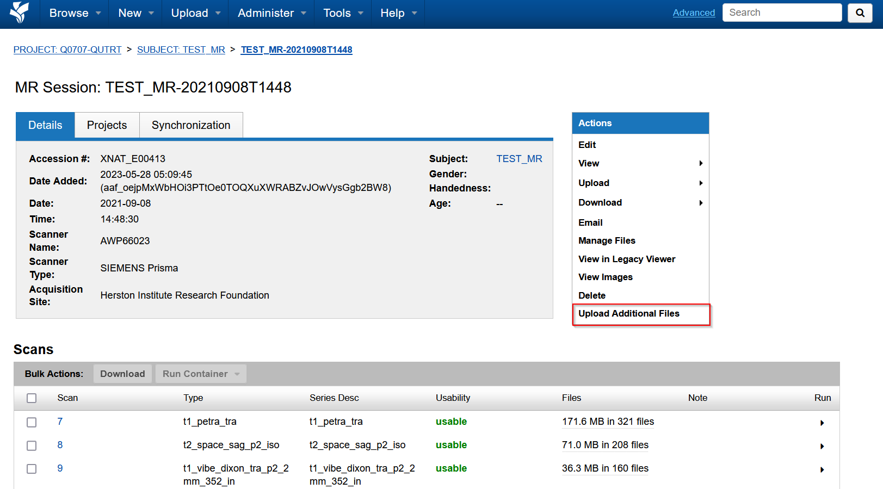 Browse New Upload Administer Tools Help Advanced Search
PROJECT: Q0707-QUTRT > SUBJECT: TEST_MR > TEST_MR-20210908T1448
MR Session: TEST_MR-20210908T1448
Details Projects Synchronization
Accession #: XNAT_E00413
Date Added: 2023-05-28 05:09:45
(aaf_oejpMxWbHOi3PTtOe0TOQXuXWRABZvJOwVysGgb2BW8)
Date: 2021-09-08
Time: 14:48:30
Scanner
Name: AWP66023
Scanner
Type: SIEMENS Prisma
Acquisition
Site: Herston Institute Research Foundation
Subject: TEST_MR
Gender:
Handedness:
Age: --
Actions
Edit
View
Upload
Download
Email
Manage Files
View in Legacy Viewer
View Images
Delete
Upload Additional Files
Scans
Bulk Actions: Download Run Container
Scan Type Series Desc Usability Files Note Run
7 t1_petra_tra t1_petra_tra usable 171.6 MB in 321 files
8 t2_space_sag_p2_iso t2_space_sag_p2_iso usable 71.0 MB in 208 files
9 t1_vibe_dixon_tra_p2_2 t1_vibe_dixon_tra_p2_2 usable 36.3 MB in 160 files
mm_352_in mm_352_in